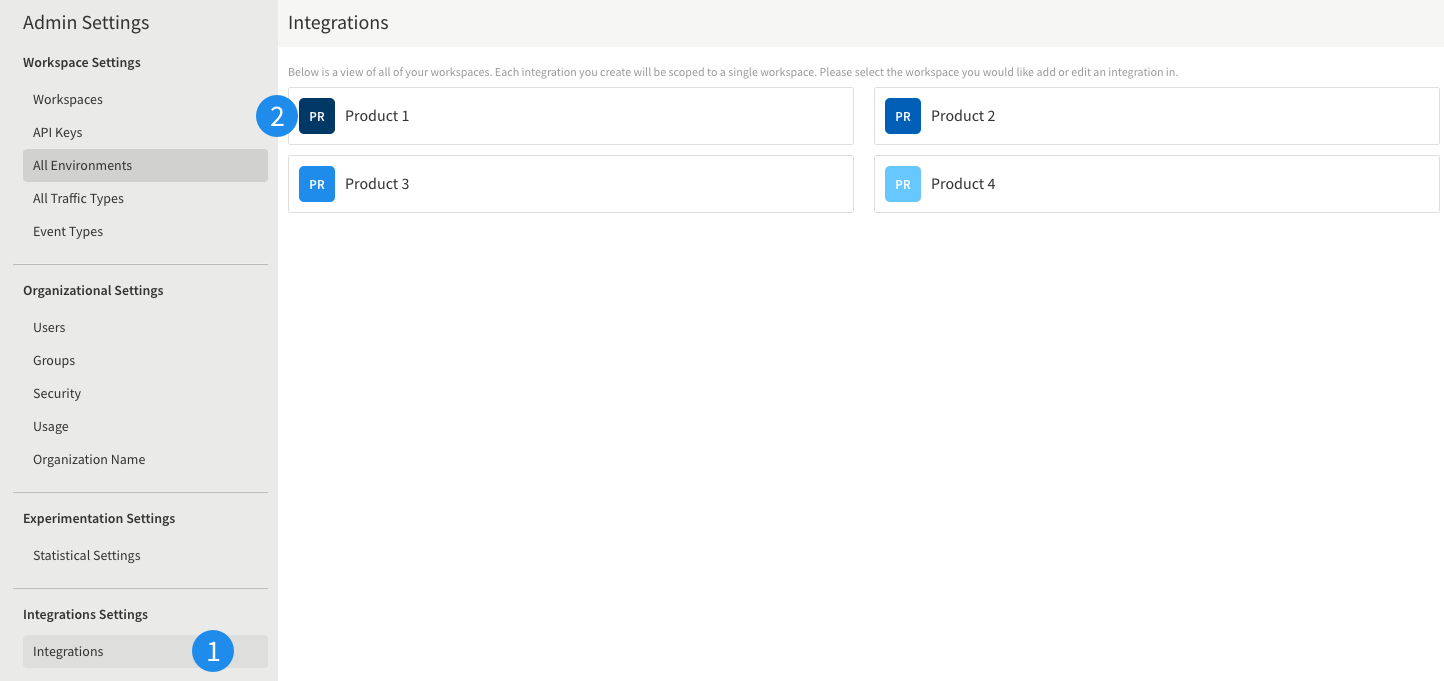 Admin Settings
Workspace Settings
Workspaces
API Keys
All Environments
All Traffic Types
Event Types
Organizational Settings
Users
Groups
Security
Usage
Organization Name
Experimentation Settings
Statistical Settings
Integrations Settings
Integrations 1
Integrations
Below is a view of all of your workspaces. Each integration you create will be scoped to a single workspace. Please select the workspace you would like add or edit an integration in.
2 PR Product 1
PR Product 2
PR Product 3
PR Product 4